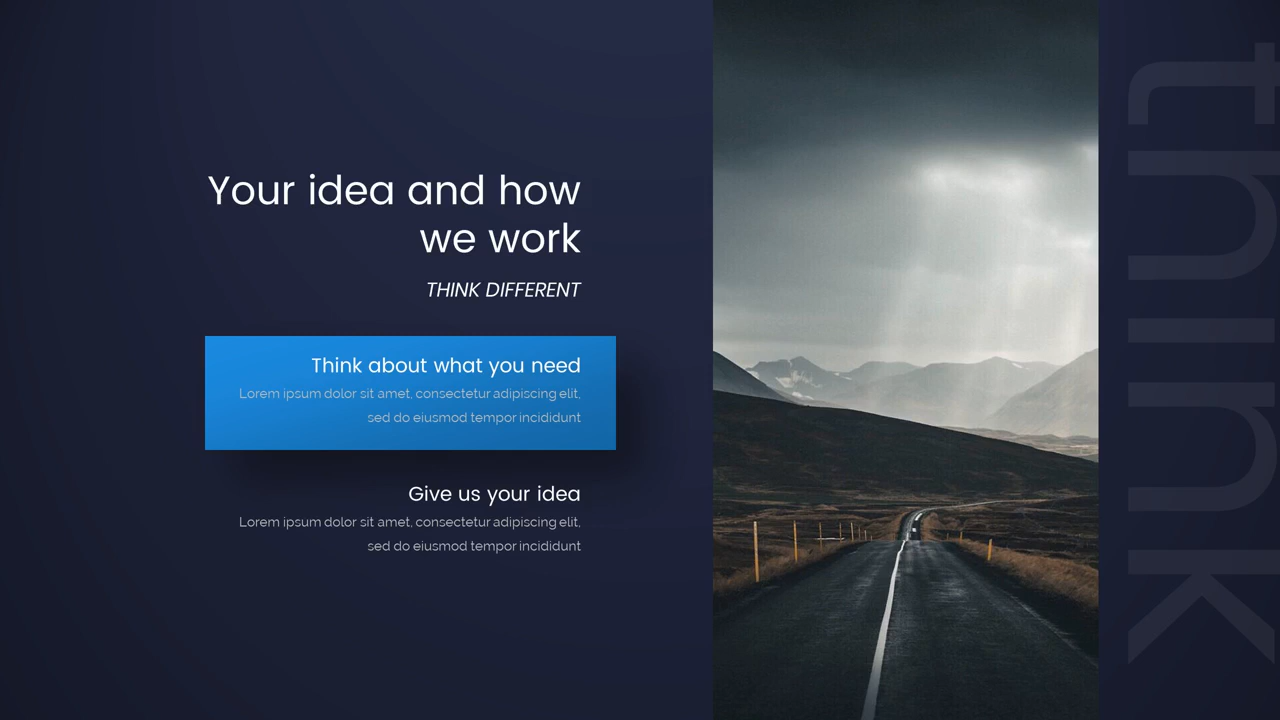 Your idea and how
we work
THINK DIFFERENT
Think about what you need
Lorem ipsum dolor sit amet, consectetur adipiscing elit,
sed do eiusmod tempor incididunt
Give us your idea
Lorem ipsum dolor sit amet, consectetur adipiscing elit,
sed do eiusmod tempor incididunt
think